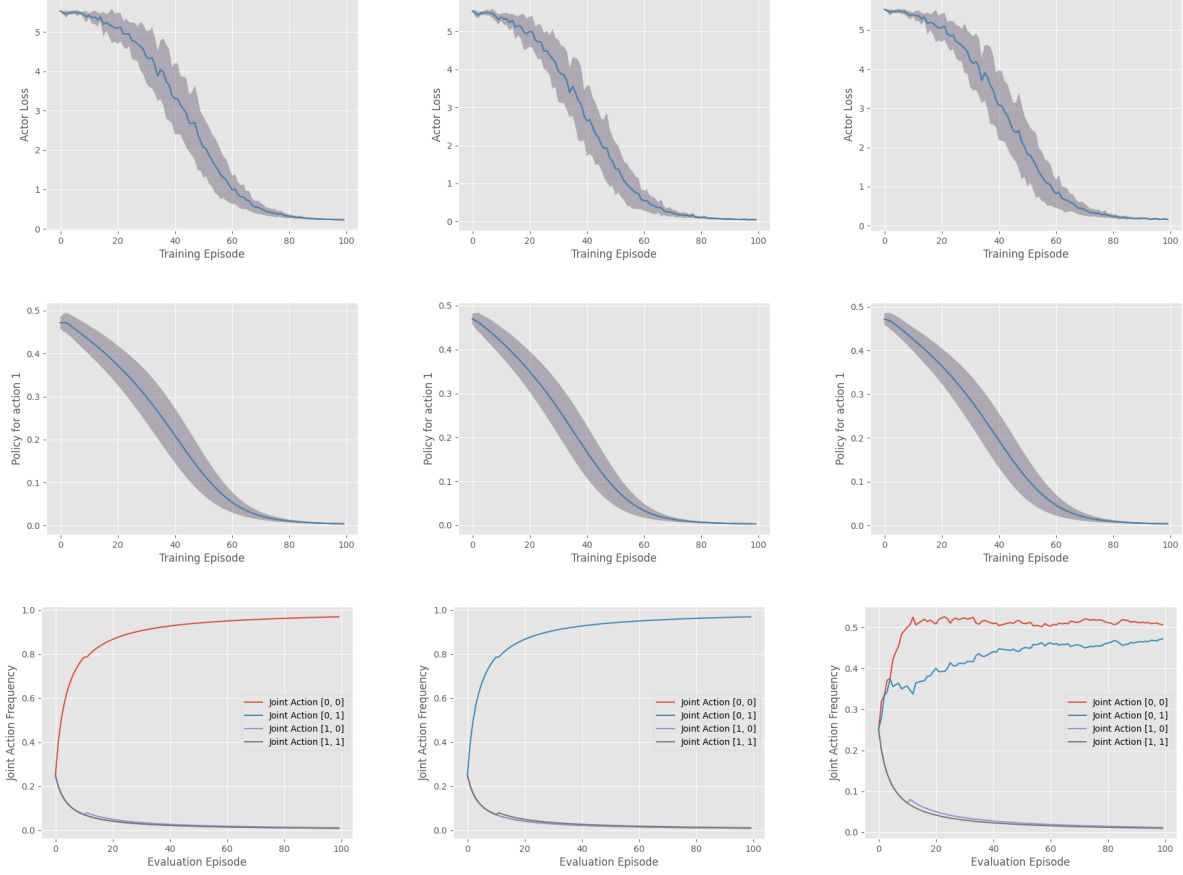 Actor Loss
5
4
3
2
1
0
0 20 40 60 80 100
Training Episode
Actor Loss
5
4
3
2
1
0
0 20 40 60 80 100
Training Episode
Actor Loss
5
4
3
2
1
0
0 20 40 60 80 100
Training Episode
Policy for action 1
0.5
0.4
0.3
0.2
0.1
0.0
0 20 40 60 80 100
Training Episode
Policy for action 1
0.5
0.4
0.3
0.2
0.1
0.0
0 20 40 60 80 100
Training Episode
Policy for action 1
0.5
0.4
0.3
0.2
0.1
0.0
0 20 40 60 80 100
Training Episode
Joint Action Frequency
1.0
0.8
0.6
0.4
0.2
0.0
Joint Action [0, 0]
Joint Action [0, 1]
Joint Action [1, 0]
Joint Action [1, 1]
0 20 40 60 80 100
Evaluation Episode
Joint Action Frequency
1.0
0.8
0.6
0.4
0.2
0.0
Joint Action [0, 0]
Joint Action [0, 1]
Joint Action [1, 0]
Joint Action [1, 1]
0 20 40 60 80 100
Evaluation Episode
Joint Action Frequency
0.5
0.4
0.3
0.2
0.1
0.0
Joint Action [0, 0]
Joint Action [0, 1]
Joint Action [1, 0]
Joint Action [1, 1]
0 20 40 60 80 100
Evaluation Episode